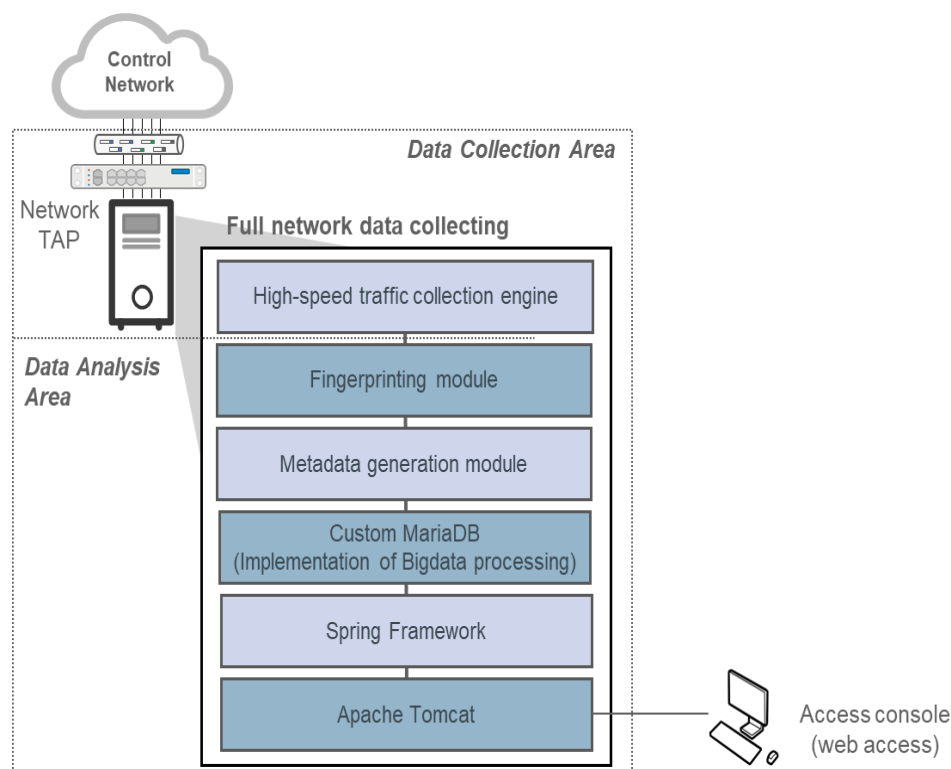 Control
Network
Data Collection Area
Network
TAP
Full network data collecting
High-speed traffic collection engine
Data Analysis
Area
Fingerprinting module
Metadata generation module
Custom MariaDB
(Implementation of Bigdata processing)
Spring Framework
Apache Tomcat
Access console
(web access)